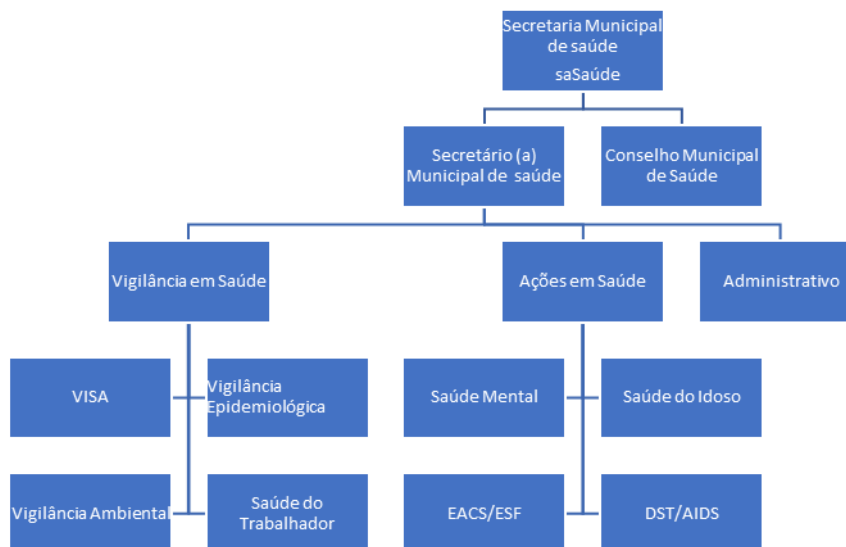 Secretaria Municipal
de saúde
saSaúde
Secretário (a)
Municipal de saúde
Conselho Municipal
de Saúde
Vigilância em Saúde
Ações em Saúde
Administrativo
VISA
Vigilância
Epidemiológica
Saúde Mental
Saúde do Idoso
Vigilância Ambiental
Saúde do
Trabalhador
EACS/ESF
DST/AIDS